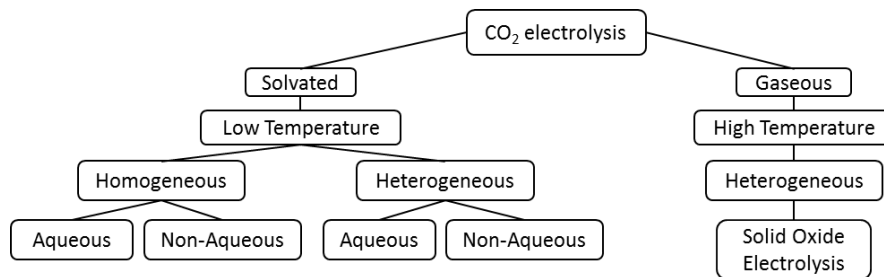 CO₂ electrolysis
Solvated
Gaseous
Low Temperature
High Temperature
Homogeneous
Heterogeneous
Heterogeneous
Aqueous
Non-Aqueous
Aqueous
Non-Aqueous
Solid Oxide
Electrolysis